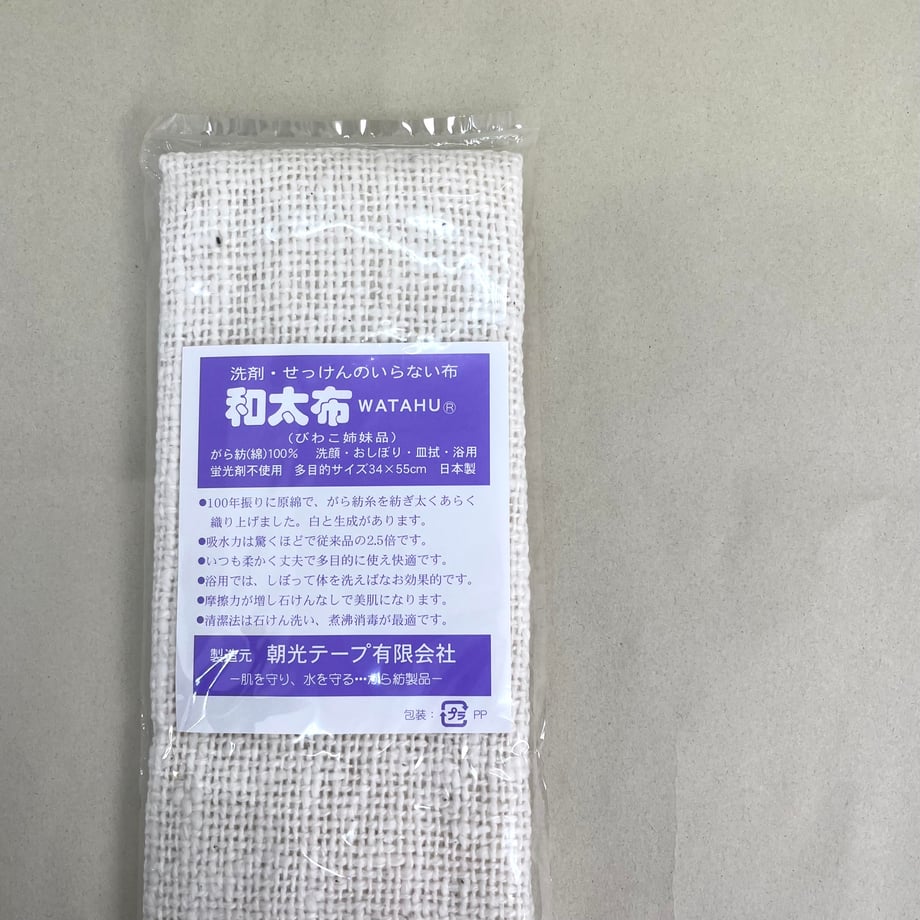 洗剤・せっけんのいらない布
和太布 WATAHU®
(びわこ姉妹品)
がら紡(綿)100% 洗顔・おしぼり・皿拭・浴用
蛍光剤不使用 多目的サイズ34×55cm 日本製
●100年振りに原綿で、がら紡糸を紡ぎ太くあらく
織り上げました。白と生成があります。
●吸水力は驚くほどで従来品の2.5倍です。
●いつも柔かく丈夫で多目的に使え快適です。
●浴用では、しぼって体を洗えばなお効果的です。
●摩擦力が増し石けんなしで美肌になります。
●清潔法は石けん洗い、煮沸消毒が最適です。
製造元 朝光テープ有限会社
−肌を守り、水を守る…がら紡製品−
包装: プラ PP